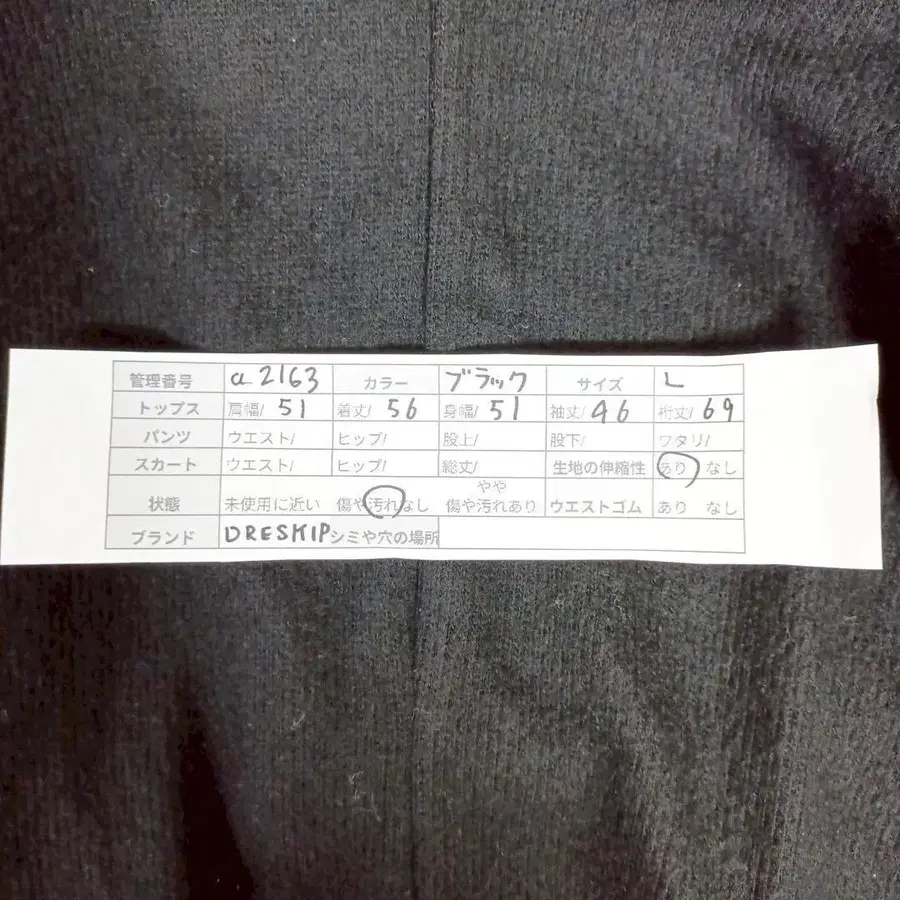 管理番号 a2163 カラー ブラック サイズ L
トップス 肩幅/ 51 着丈/ 56 身幅/ 51 袖丈/ 46 裄丈/ 69
パンツ ウエスト/ ヒップ/ 股上/ 股下/ ワタリ/
スカート ウエスト/ ヒップ/ 総丈/ 生地の伸縮性 あり なし
やや
状態 未使用に近い 傷や汚れなし 傷や汚れあり ウエストゴム あり なし
ブランド DRESKIP シミや穴の場所